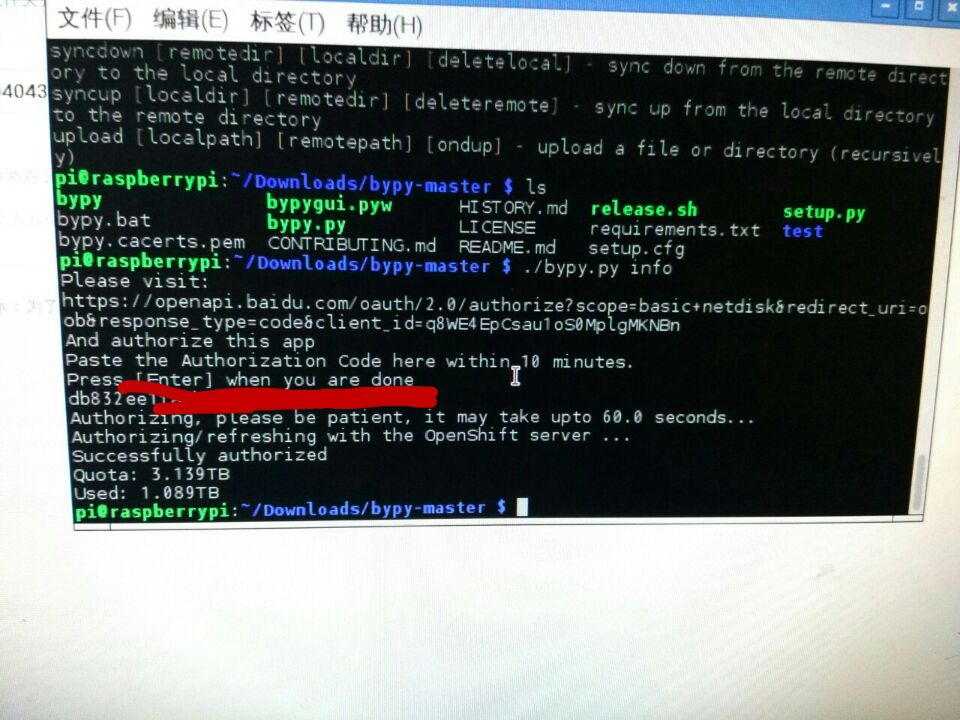 文件(F) 编辑(E) 标签(T) 帮助(H)
syncdown [remotedir] [localdir] [deletelocal] - sync down from the remote direct
ory to the local directory
syncup [localdir] [remotedir] [deleteremote] - sync up from the local directory
to the remote directory
upload [localpath] [remotepath] [ondup] - upload a file or directory (recursivel
y)
pi@raspberrypi:~/Downloads/bypy-master $ ls
bypy bypygui.pyw HISTORY.md release.sh setup.py
bypy.bat bypy.py LICENSE requirements.txt test
bypy.cacerts.pem CONTRIBUTING.md README.md setup.cfg
pi@raspberrypi:~/Downloads/bypy-master $ ./bypy.py info
Please visit:
https://openapi.baidu.com/oauth/2.0/authorize?scope=basic+netdisk&redirect_uri=o
ob&response_type=code&client_id=q8WE4EpCsau1oS0MplgMKNBn
And authorize this app
Paste the Authorization Code here within 10 minutes.
Press [Enter] when you are done
db832ee
Authorizing, please be patient, it may take upto 60.0 seconds...
Authorizing/refreshing with the OpenShift server ...
Successfully authorized
Quota: 3.139TB
Used: 1.089TB
pi@raspberrypi:~/Downloads/bypy-master $
04043